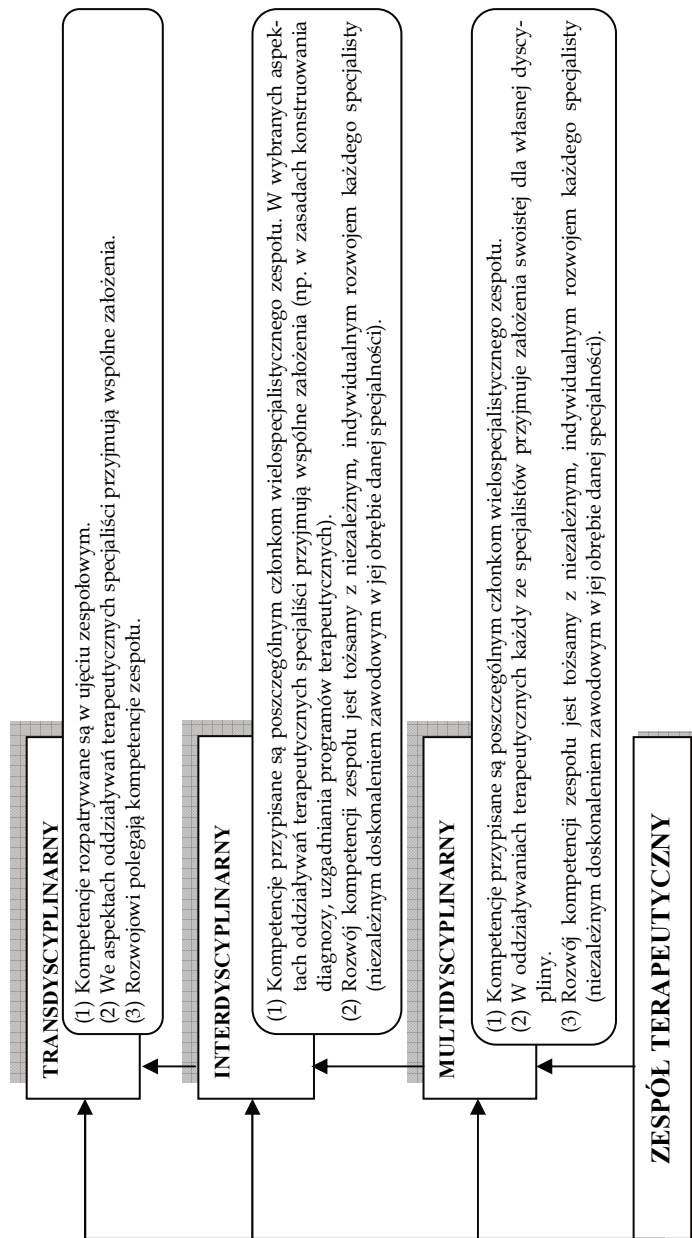 TRANSDYSCYPLINARNY
(1) Kompetencje rozpatrywane są w ujęciu zespołowym.
(2) We aspektach oddziaływań terapeutycznych specjaliści przyjmują wspólne założenia.
(3) Rozwojowi polegają kompetencje zespołu.
INTERDYSCYPLINARNY
(1) Kompetencje przypisane są poszczególnym członkom wielospecjalistycznego zespołu. W wybranych aspek-
tach oddziaływań terapeutycznych specjaliści przyjmują wspólne założenia (np. w zasadach konstruowania
diagnozy, uzgadniania programów terapeutycznych).
(2) Rozwój kompetencji zespołu jest tożsamy z niezależnym, indywidualnym rozwojem każdego specjalisty
(niezależnym doskonaleniem zawodowym w jej obrębie danej specjalności).
MULTIDYSCYPLINARNY
(1) Kompetencje przypisane są poszczególnym członkom wielospecjalistycznego zespołu.
(2) W oddziaływaniach terapeutycznych każdy ze specjalistów przyjmuje założenia swoistej dla własnej dyscy-
pliny.
(3) Rozwój kompetencji zespołu jest tożsamy z niezależnym, indywidualnym rozwojem każdego specjalisty
(niezależnym doskonaleniem zawodowym w jej obrębie danej specjalności).
ZESPÓŁ TERAPEUTYCZNY